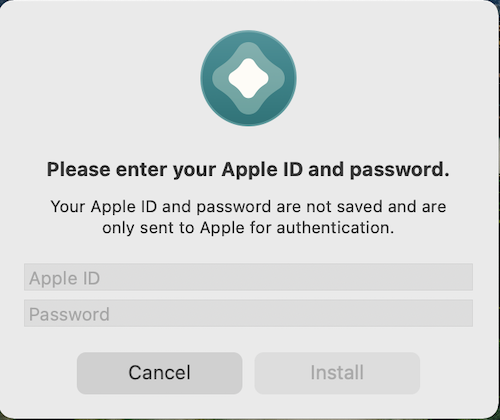 Please enter your Apple ID and password.
Your Apple ID and password are not saved and are
only sent to Apple for authentication.
Apple ID
Password
Cancel Install